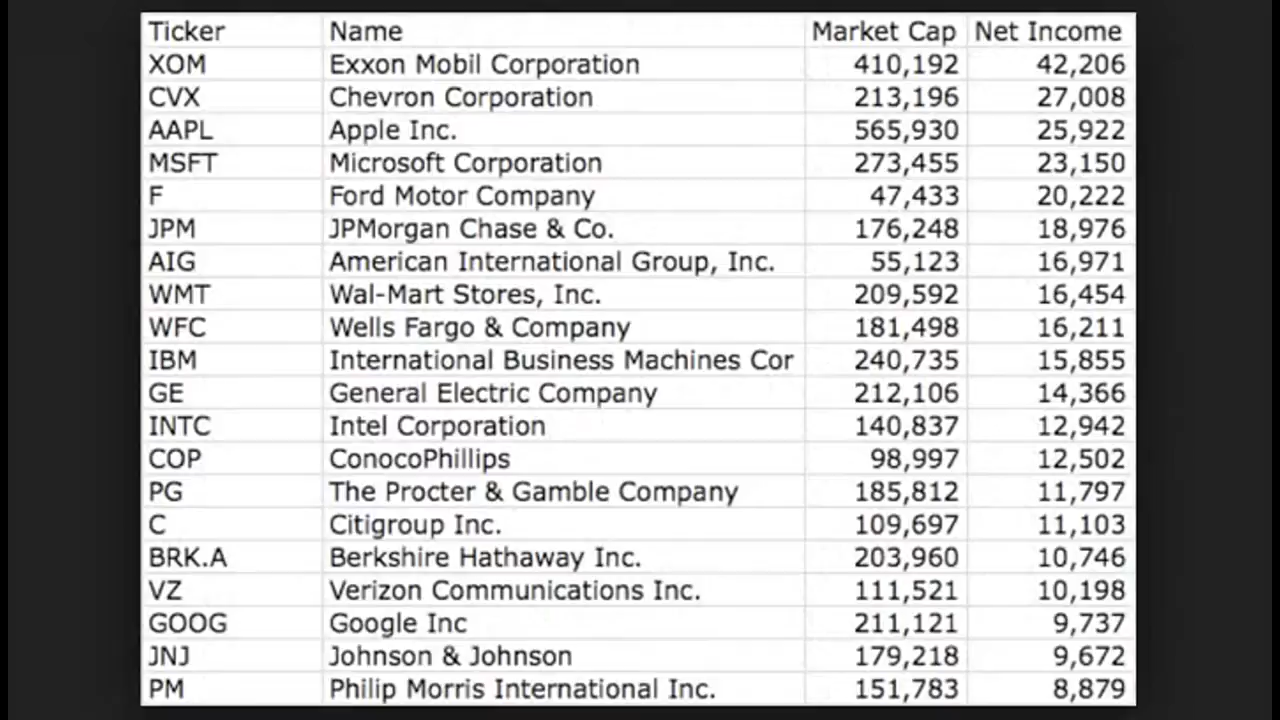 Ticker Name Market Cap Net Income
XOM Exxon Mobil Corporation 410,192 42,206
CVX Chevron Corporation 213,196 27,008
AAPL Apple Inc. 565,930 25,922
MSFT Microsoft Corporation 273,455 23,150
F Ford Motor Company 47,433 20,222
JPM JPMorgan Chase & Co. 176,248 18,976
AIG American International Group, Inc. 55,123 16,971
WMT Wal-Mart Stores, Inc. 209,592 16,454
WFC Wells Fargo & Company 181,498 16,211
IBM International Business Machines Cor 240,735 15,855
GE General Electric Company 212,106 14,366
INTC Intel Corporation 140,837 12,942
COP ConocoPhillips 98,997 12,502
PG The Procter & Gamble Company 185,812 11,797
C Citigroup Inc. 109,697 11,103
BRK.A Berkshire Hathaway Inc. 203,960 10,746
VZ Verizon Communications Inc. 111,521 10,198
GOOG Google Inc 211,121 9,737
JNJ Johnson & Johnson 179,218 9,672
PM Philip Morris International Inc. 151,783 8,879